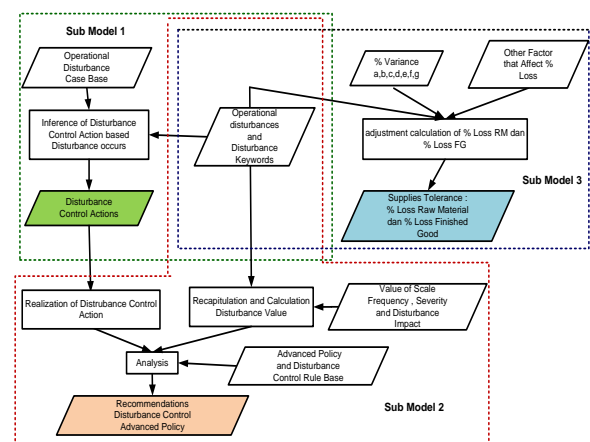 Sub Model 1
Operational
Disturbance
Case Base
% Variance
a,b,c,d,e,f,g
Other Factor
that Affect %
Loss
Inference of Disturbance
Control Action based
Disturbance occurs
Operational
disturbances
and
Disturbance
Keywords
adjustment calculation of % Loss RM dan
% Loss FG
Sub Model 3
Disturbance
Control Actions
Supplies Tolerance :
% Loss Raw Material
dan % Loss Finished
Good
Realization of Distrubance Control
Action
Recapitulation and Calculation
Disturbance Value
Value of Scale
Frequency , Severity
and Disturbance
Impact
Analysis
Advanced Policy
and Disturbance
Control Rule Base
Recommendations
Disturbance Control
Advanced Policy
Sub Model 2